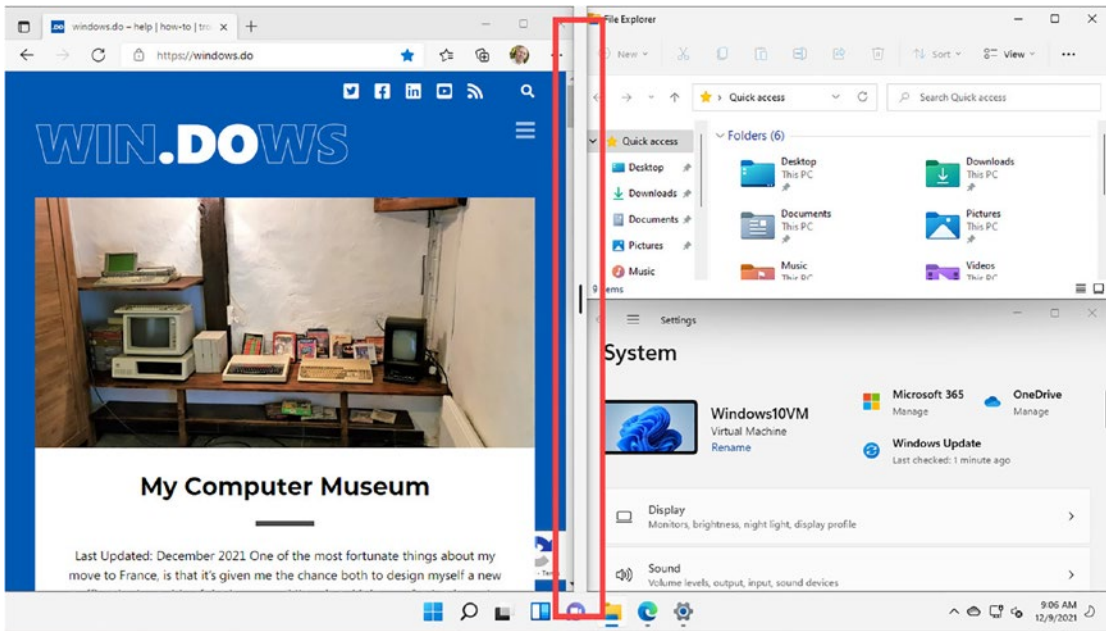 windows.do – help | how-to | tro
https://windows.do
WIN.DOWS
My Computer Museum
Last Updated: December 2021 One of the most fortunate things about my
move to France, is that it's given me the chance both to design myself a new
File Explorer
New
Sort
View
Quick access
Search Quick access
Quick access
Desktop
Downloads
Documents
Pictures
Music
Folders (6)
Desktop
This PC
Downloads
This PC
Documents
This PC
Pictures
This PC
Music
This PC
Videos
This PC
9
Settings
System
Windows10VM
Virtual Machine
Rename
Microsoft 365
Manage
OneDrive
Manage
Windows Update
Last checked: 1 minute ago
Display
Monitors, brightness, night light, display profile
Sound
Volume levels, output, input, sound devices
9:06 AM
12/9/2021